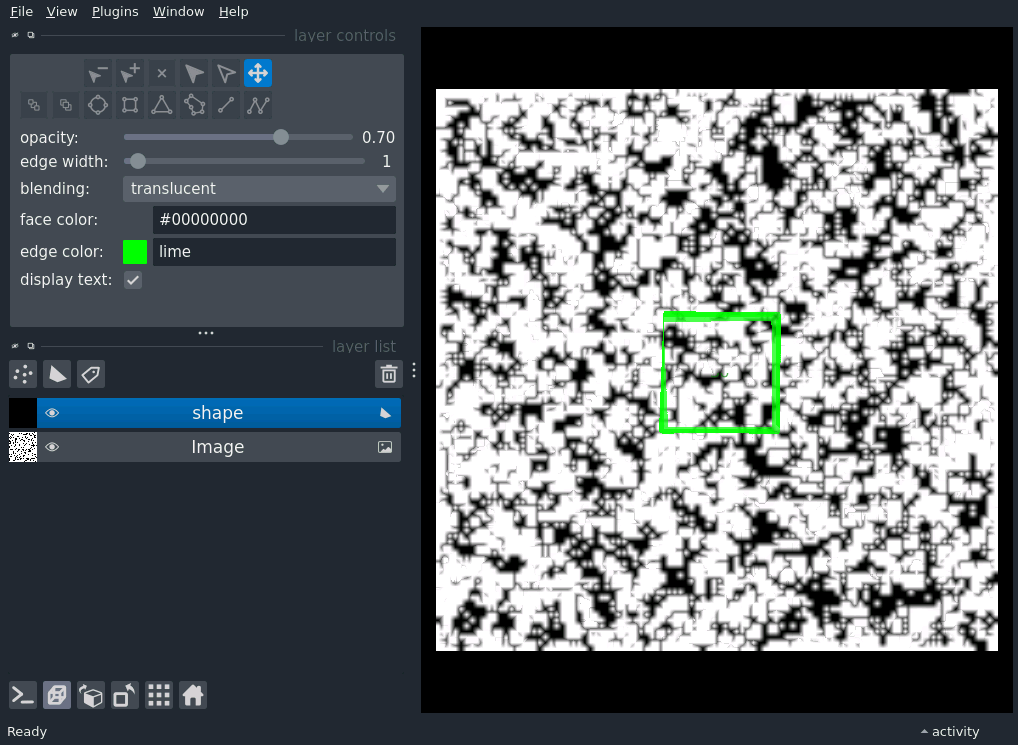 File View Plugins Window Help
layer controls
opacity: 0.70
edge width: 1
blending: translucent
face color: #00000000
edge color: lime
display text:
layer list
shape
Image
Ready activity